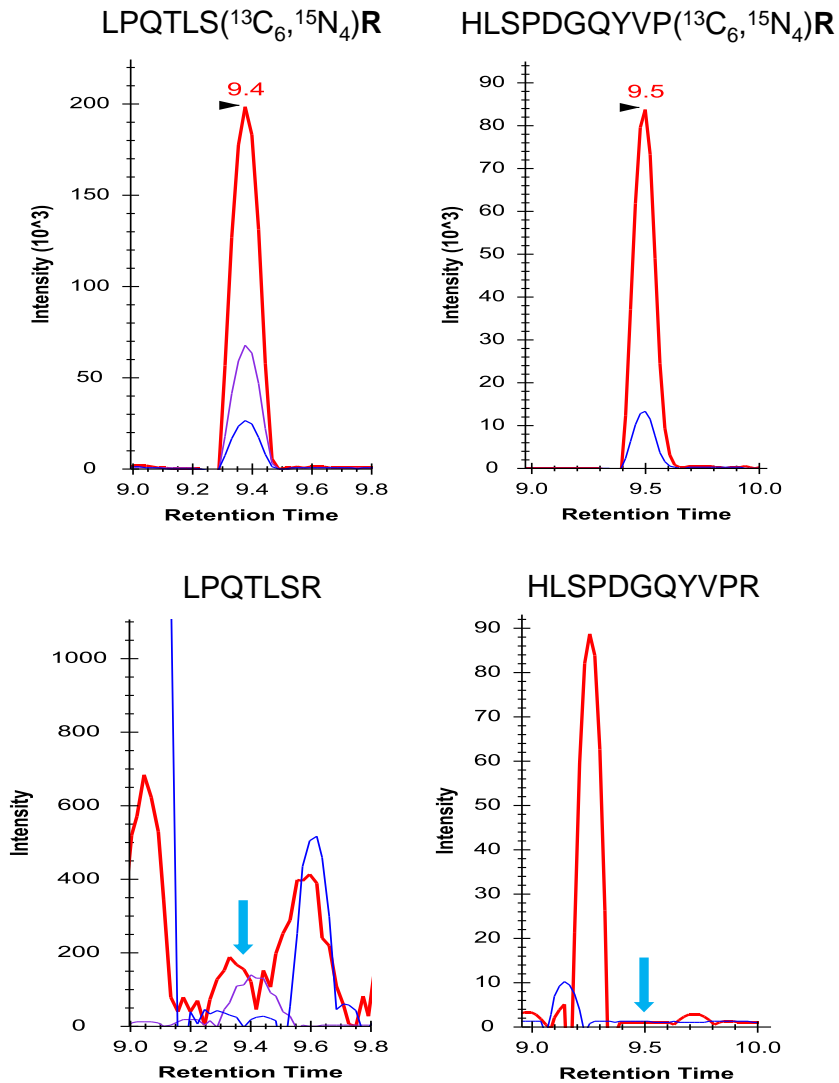 LPQTLS(¹³C₆,¹⁵N₄)R
9.4
200
150
100
50
0
Intensity (10^3)
9.0 9.2 9.4 9.6 9.8
Retention Time
HLSPDGQYVP(¹³C₆,¹⁵N₄)R
9.5
90
80
70
60
50
40
30
20
10
0
Intensity (10^3)
9.0 9.5 10.0
Retention Time
LPQTLSR
1000
800
600
400
200
0
Intensity
9.0 9.2 9.4 9.6 9.8
Retention Time
HLSPDGQYVPR
90
80
70
60
50
40
30
20
10
0
Intensity
9.0 9.5 10.0
Retention Time